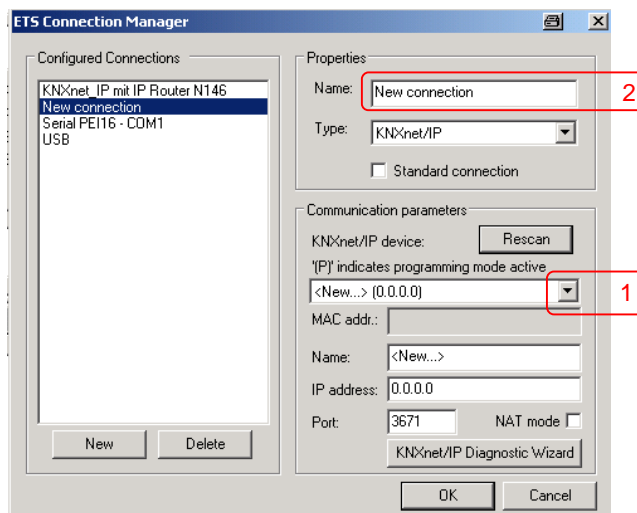 ETS Connection Manager
Configured Connections
KNXnet_IP mit IP Router N146
New connection
Serial PEI16 - COM1
USB
New
Delete
Properties
Name: New connection
2
Type: KNXnet/IP
Standard connection
Communication parameters
KNXnet/IP device: Rescan
'(P)' indicates programming mode active
<New...> (0.0.0.0)
1
MAC addr.:
Name: <New...>
IP address: 0.0.0.0
Port: 3671 NAT mode
KNXnet/IP Diagnostic Wizard
OK Cancel